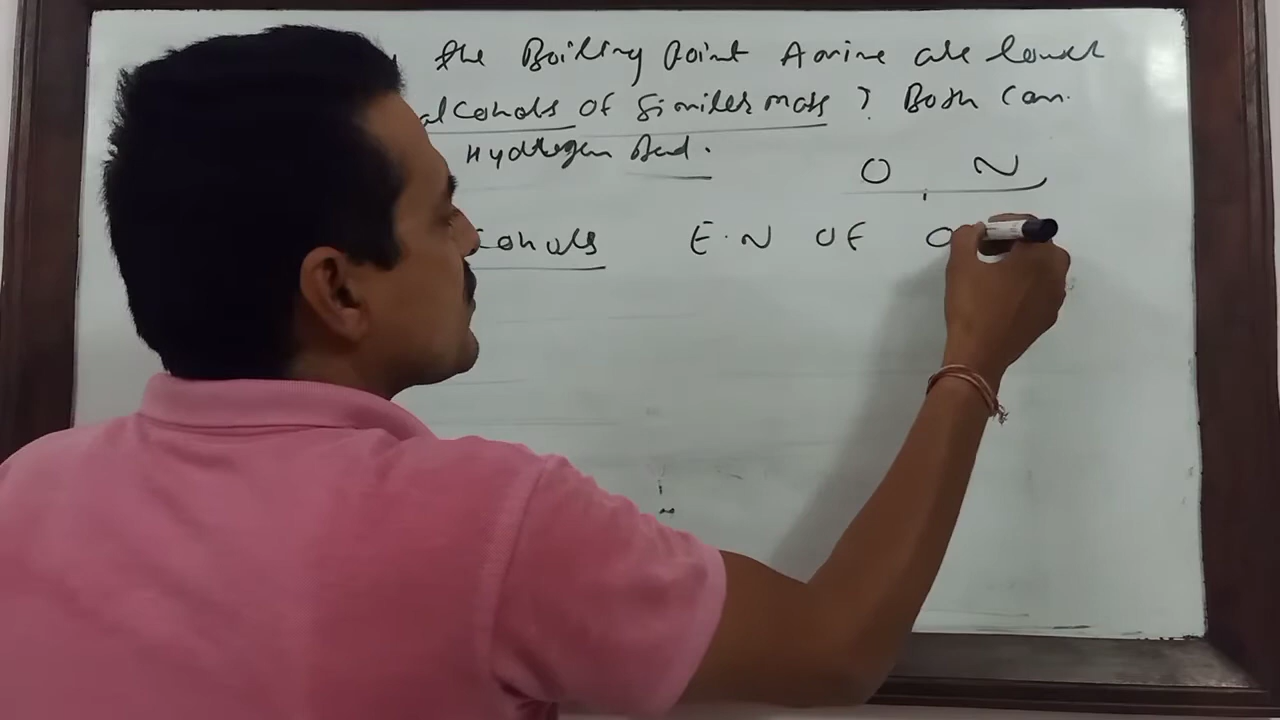 the Boiling Point Amine are lower
alcohols of Similar mass ? Both can.
Hydrogen Bond.
O N
cohols E.N OF O